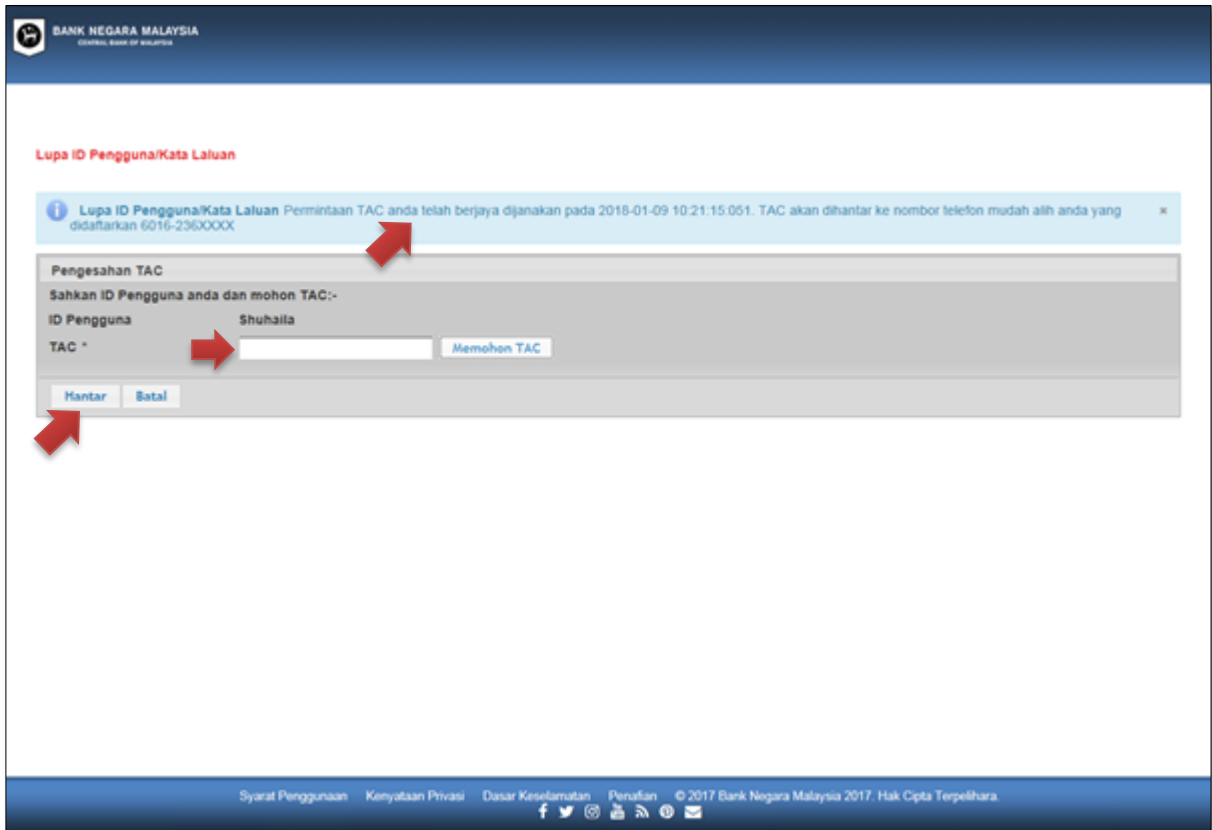 BANK NEGARA MALAYSIA
CENTRAL BANK OF MALAYSIA
Lupa ID Pengguna/Kata Laluan
Lupa ID Pengguna/Kata Laluan Permintaan TAC anda telah berjaya dijanakan pada 2018-01-09 10:21:15:051. TAC akan dihantar ke nombor telefon mudah alih anda yang
didaftarkan 6016-236XXXX
Pengesahan TAC
Sahkan ID Pengguna anda dan mohon TAC:-
ID Pengguna Shuhaila
TAC * Memohon TAC
Hantar Batal
Syarat Penggunaan Kenyataan Privasi Dasar Keselamatan Penafian © 2017 Bank Negara Malaysia 2017. Hak Cipta Terpelihara.